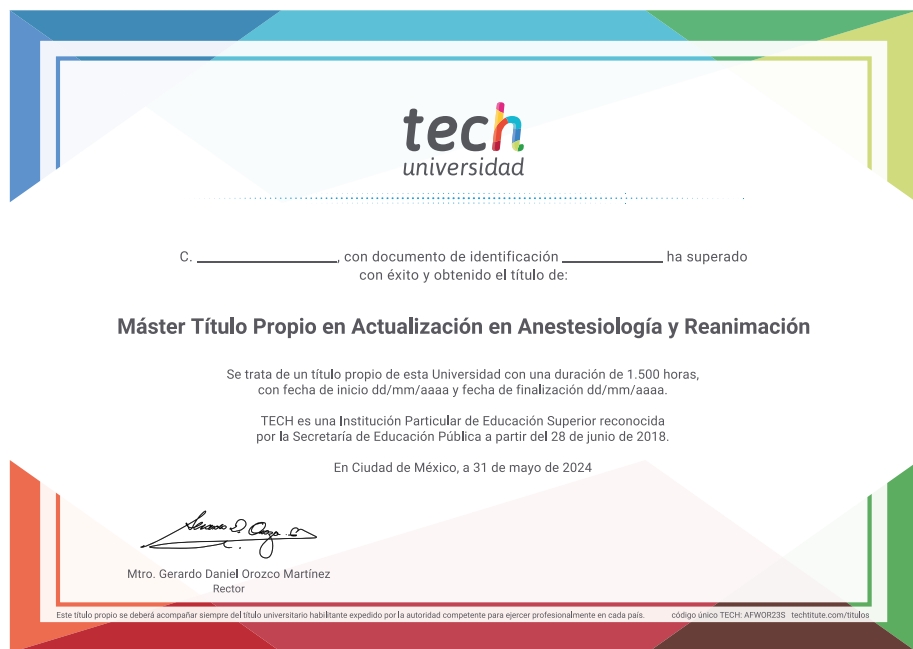 tech
universidad
C. ____________________, con documento de identificación ______________ ha superado
con éxito y obtenido el título de:
Máster Título Propio en Actualización en Anestesiología y Reanimación
Se trata de un título propio de esta Universidad con una duración de 1.500 horas,
con fecha de inicio dd/mm/aaaa y fecha de finalización dd/mm/aaaa.
TECH es una Institución Particular de Educación Superior reconocida
por la Secretaría de Educación Pública a partir del 28 de junio de 2018.
En Ciudad de México, a 31 de mayo de 2024
Mtro. Gerardo Daniel Orozco Martínez
Rector
Este título propio se deberá acompañar siempre del título universitario habilitante expedido por la autoridad competente para ejercer profesionalmente en cada país. código único TECH: AFWOR23S techtitute.com/titulos